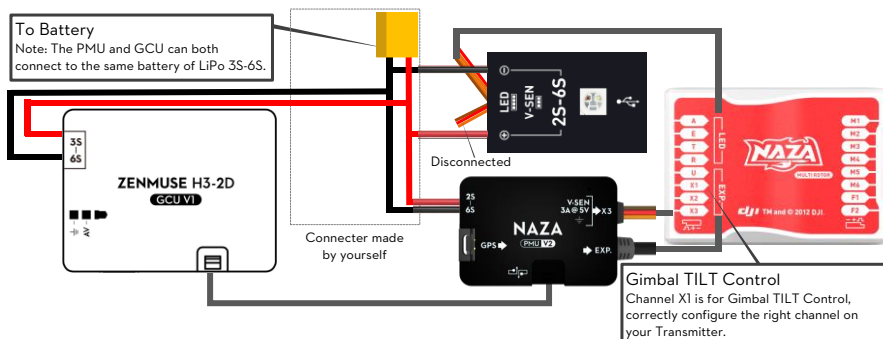 To Battery
Note: The PMU and GCU can both
connect to the same battery of LiPo 3S-6S.
3S
6S
ZENMUSE H3-2D
GCU V1
AV
Connecter made
by yourself
LED
V-SEN
2S-6S
Disconnected
2S
6S
V-SEN
3A@5V
X3
NAZA
PMU V2
GPS
EXP.
A
E
T
R
U
X1
X2
X3
LED
EXP.
NAZA
MULTI ROTOR
dji TM and © 2012 DJI.
M1
M2
M3
M4
M5
M6
F1
F2
Gimbal TILT Control
Channel X1 is for Gimbal TILT Control,
correctly configure the right channel on
your Transmitter.